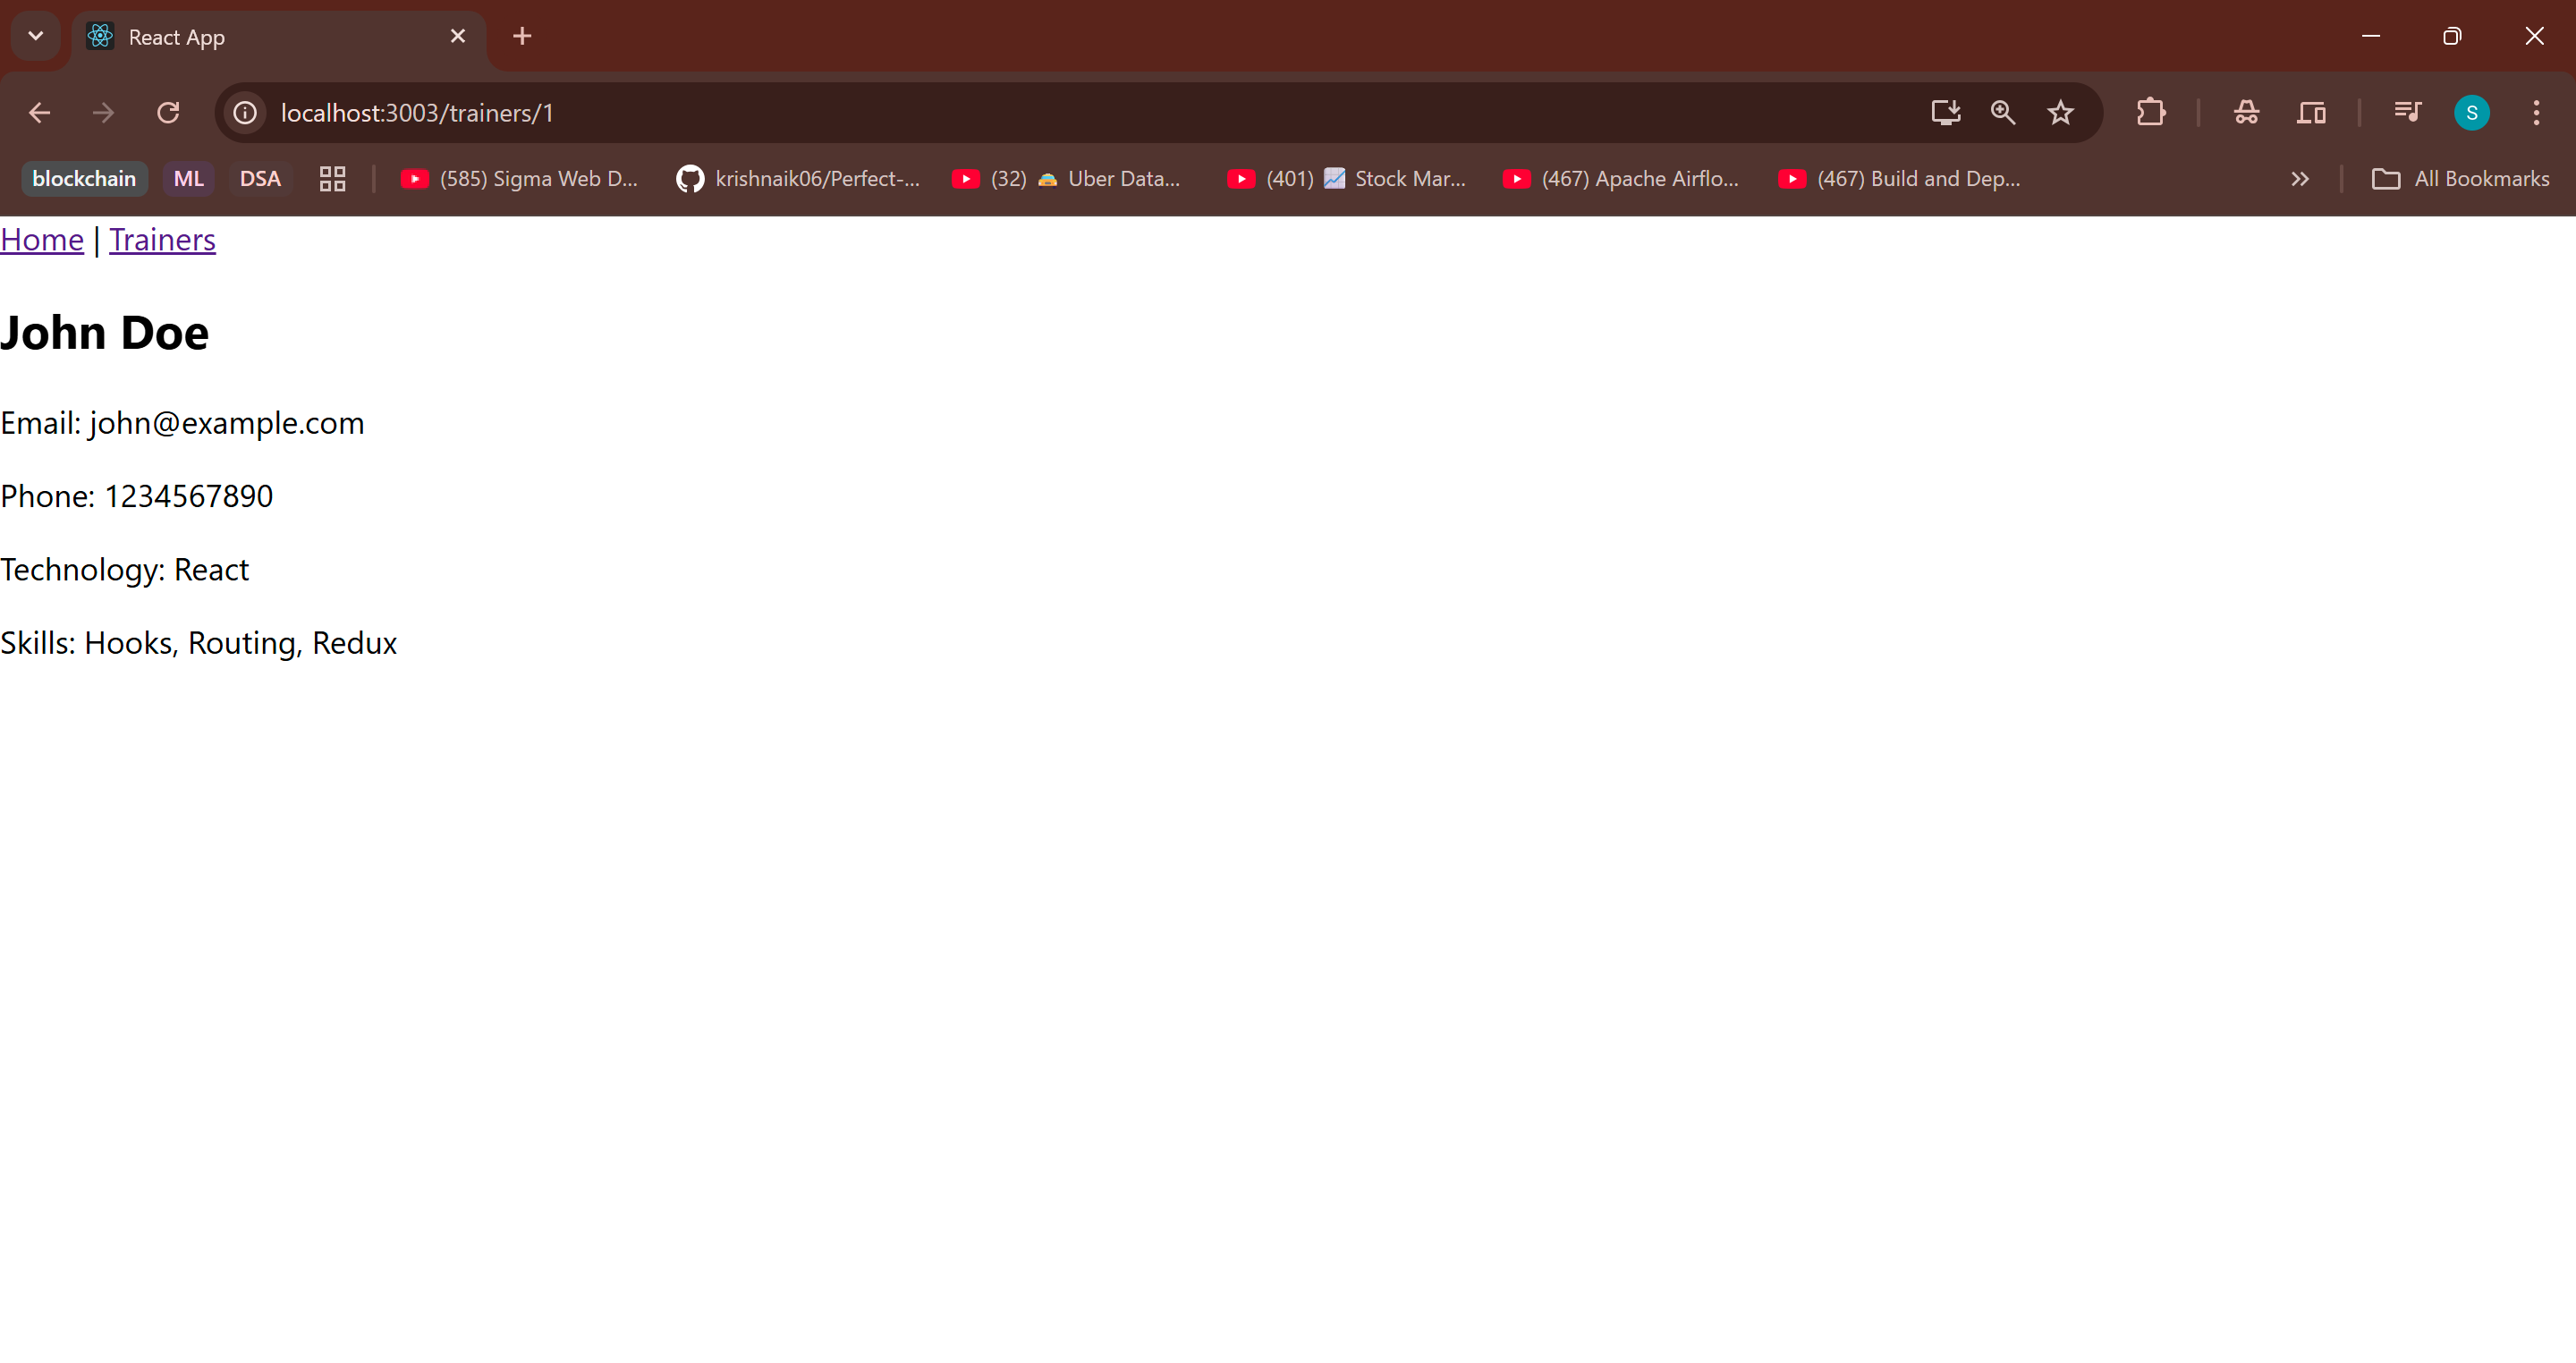 React App
localhost:3003/trainers/1
S
blockchain ML DSA (585) Sigma Web D... krishnaik06/Perfect-... (32) Uber Data... (401) Stock Mar... (467) Apache Airflo... (467) Build and Dep... All Bookmarks
Home | Trainers
John Doe
Email: john@example.com
Phone: 1234567890
Technology: React
Skills: Hooks, Routing, Redux